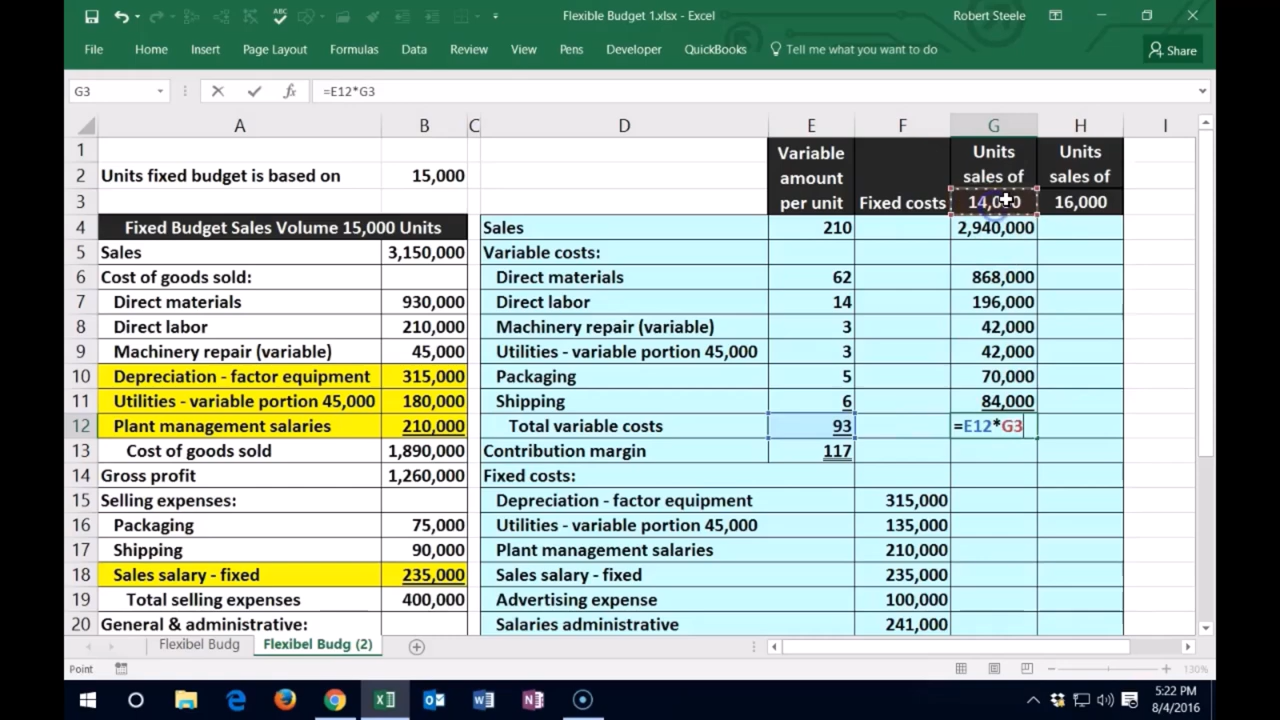 Flexible Budget 1.xlsx - Excel
Robert Steele
File Home Insert Page Layout Formulas Data Review View Pens Developer QuickBooks Tell me what you want to do Share
G3 fx =E12*G3
A B C D E F G H I
1 Variable Units Units
2 Units fixed budget is based on 15,000 amount sales of sales of
3 per unit Fixed costs 16,000
4 Fixed Budget Sales Volume 15,000 Units Sales 210 2,940,000
5 Sales 3,150,000 Variable costs:
6 Cost of goods sold: Direct materials 62 868,000
7 Direct materials 930,000 Direct labor 14 196,000
8 Direct labor 210,000 Machinery repair (variable) 3 42,000
9 Machinery repair (variable) 45,000 Utilities - variable portion 45,000 3 42,000
10 Depreciation - factor equipment 315,000 Packaging 5 70,000
11 Utilities - variable portion 45,000 180,000 Shipping 6 84,000
12 Plant management salaries 210,000 Total variable costs 93 =E12*G3
13 Cost of goods sold 1,890,000 Contribution margin 117
14 Gross profit 1,260,000 Fixed costs:
15 Selling expenses: Depreciation - factor equipment 315,000
16 Packaging 75,000 Utilities - variable portion 45,000 135,000
17 Shipping 90,000 Plant management salaries 210,000
18 Sales salary - fixed 235,000 Sales salary - fixed 235,000
19 Total selling expenses 400,000 Advertising expense 100,000
20 General & administrative: Salaries administrative 241,000
Flexibel Budg Flexibel Budg (2)
Point 130%
5:22 PM
8/4/2016